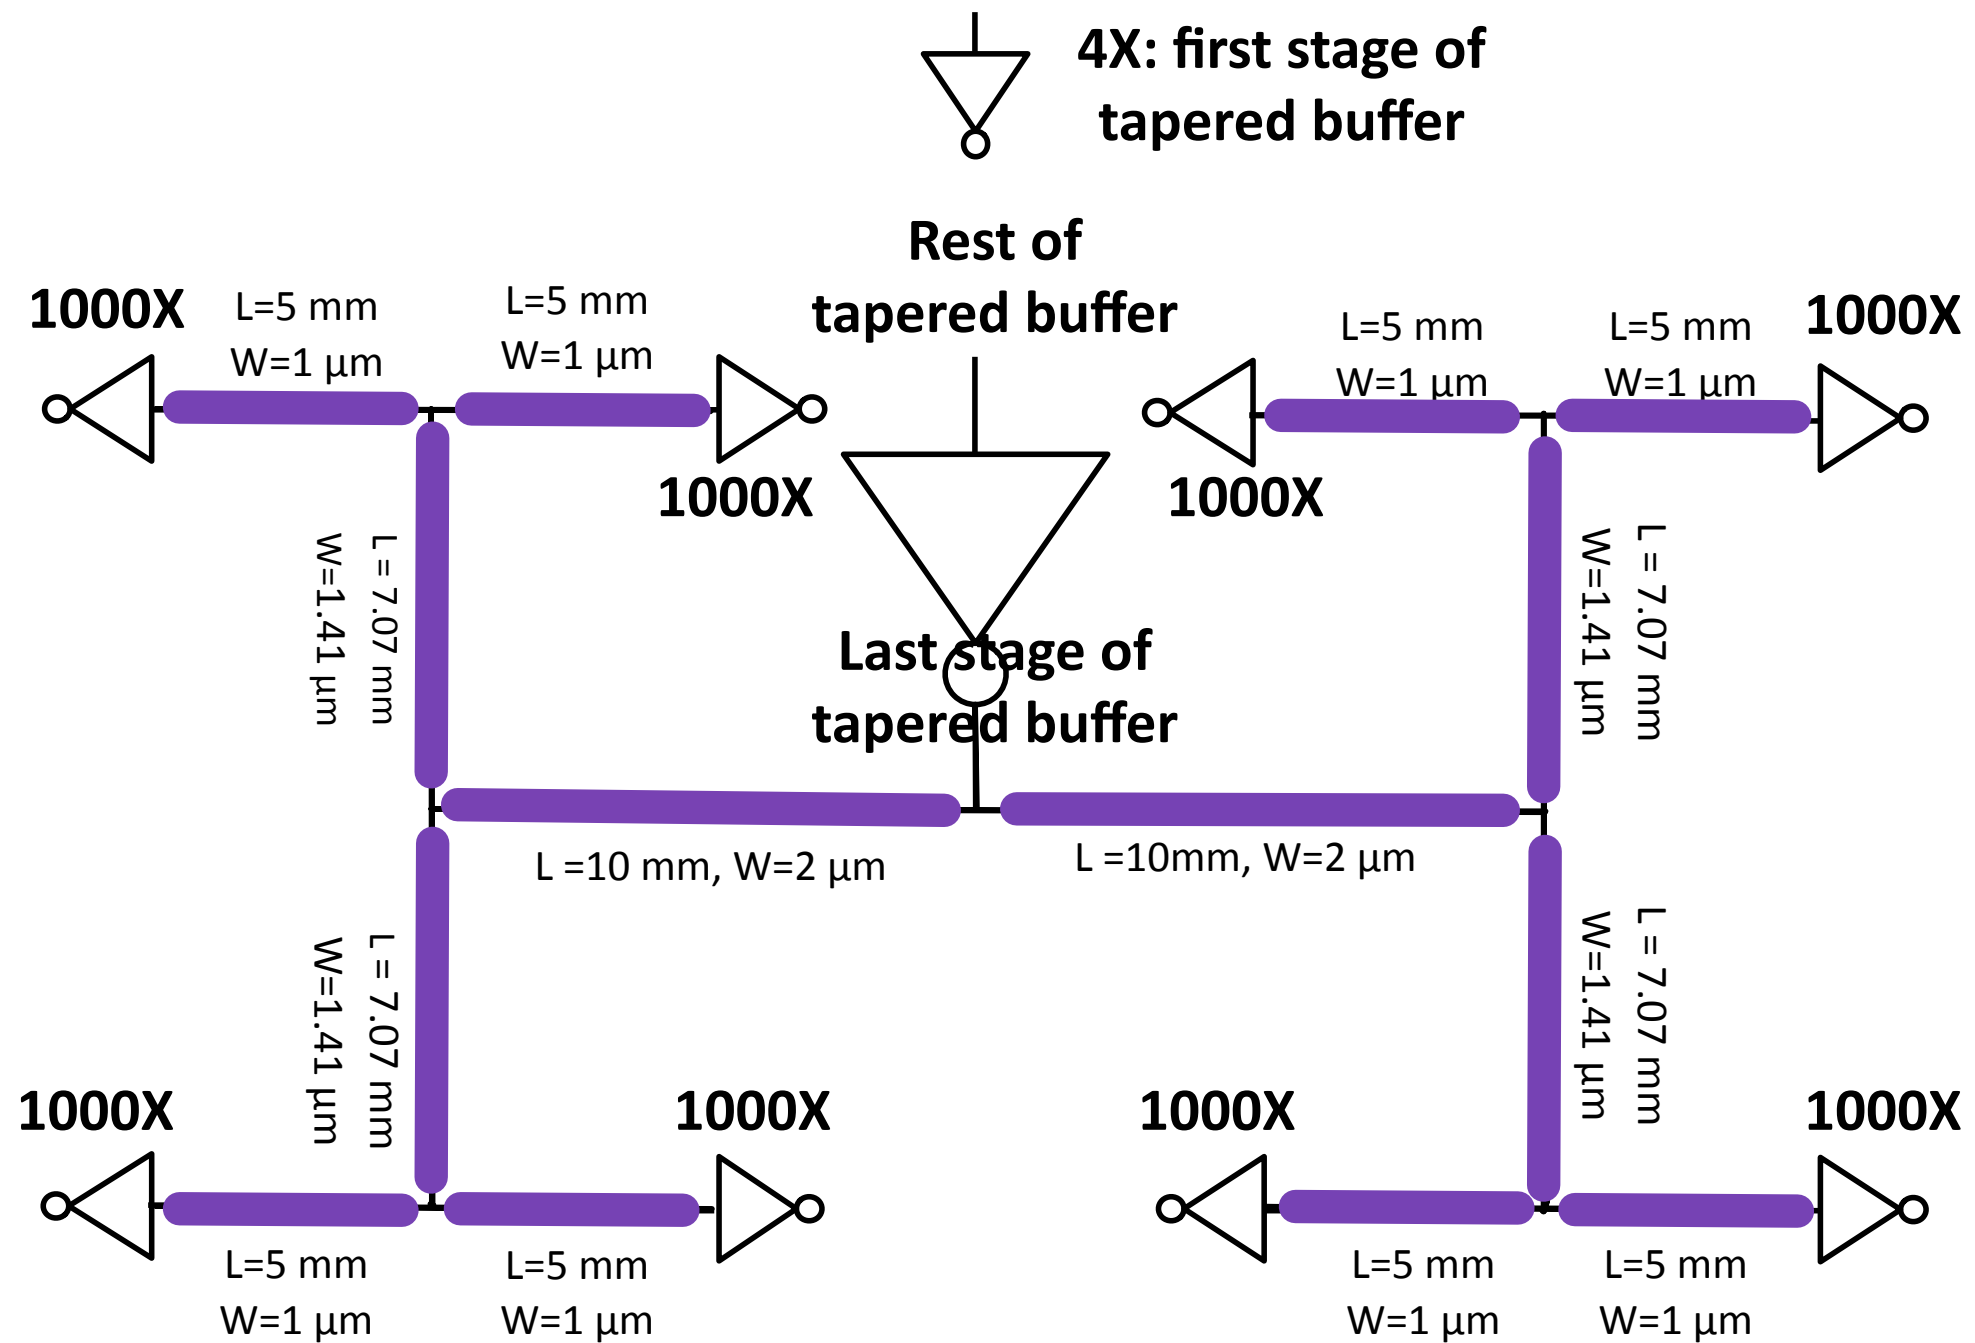 4X: first stage of
tapered buffer
Rest of
tapered buffer
1000X
L=5 mm
W=1 µm
L=5 mm
W=1 µm
1000X
L=5 mm
W=1 µm
L=5 mm
W=1 µm
1000X
1000X
L = 7.07 mm
W=1.41 µm
Last stage of
tapered buffer
L = 7.07 mm
W=1.41 µm
L =10 mm, W=2 µm
L =10mm, W=2 µm
L = 7.07 mm
W=1.41 µm
L = 7.07 mm
W=1.41 µm
1000X
1000X
1000X
1000X
L=5 mm
W=1 µm
L=5 mm
W=1 µm
L=5 mm
W=1 µm
L=5 mm
W=1 µm